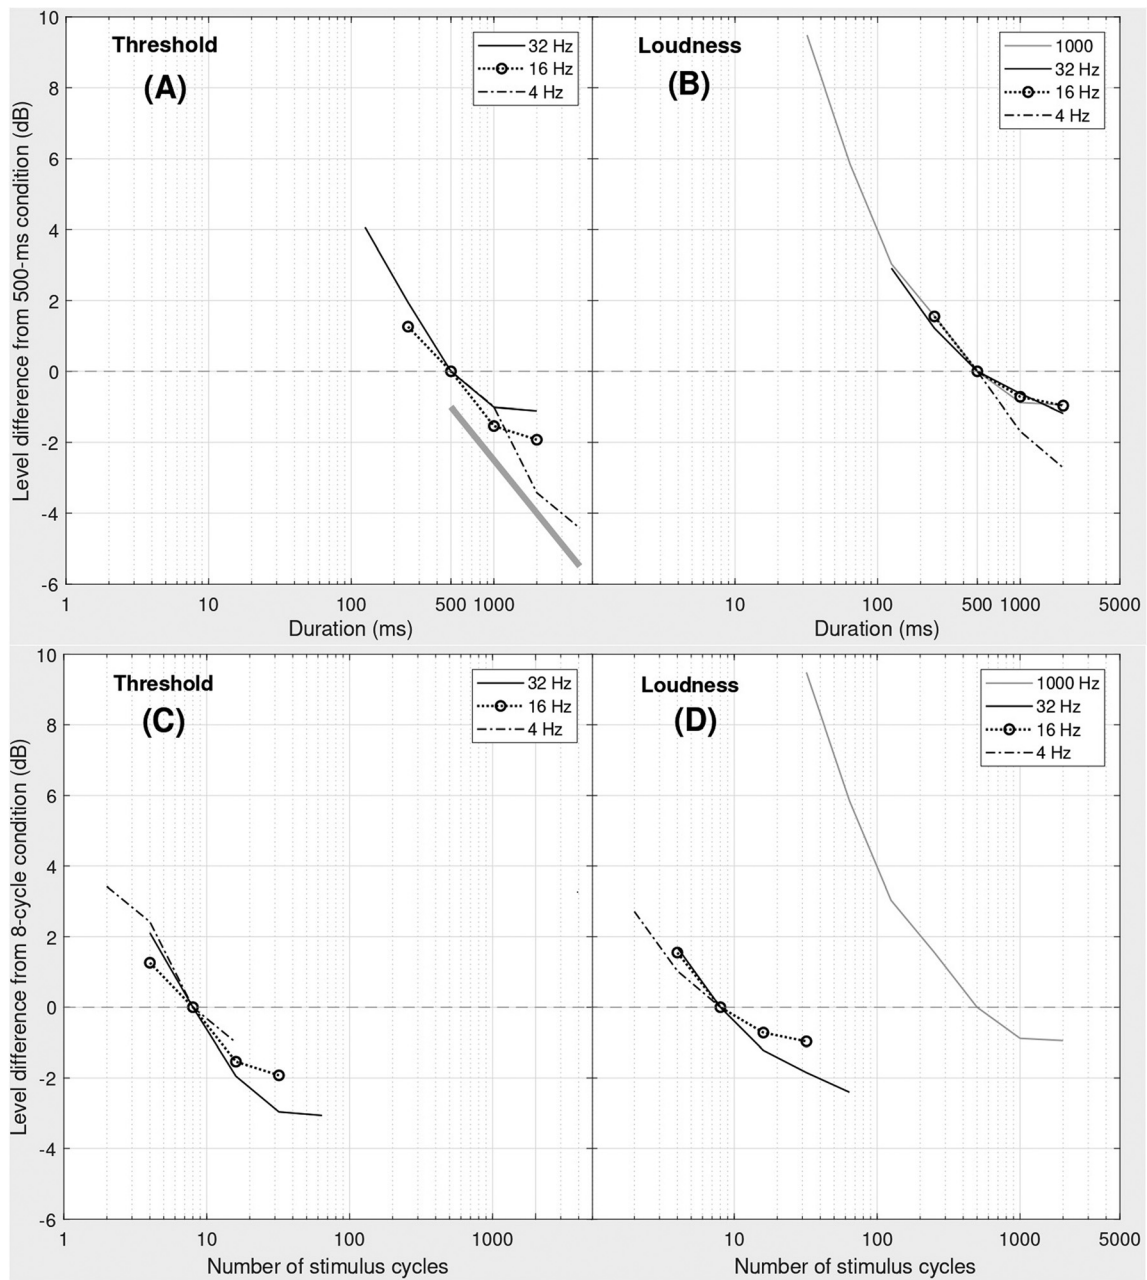 Threshold
(A)
32 Hz
16 Hz
4 Hz
Loudness
(B)
1000
32 Hz
16 Hz
4 Hz
Level difference from 500-ms condition (dB)
10
8
6
4
2
0
-2
-4
-6
1 10 100 500 1000
Duration (ms)
10 100 500 1000 5000
Duration (ms)
Threshold
(C)
32 Hz
16 Hz
4 Hz
Loudness
(D)
1000 Hz
32 Hz
16 Hz
4 Hz
Level difference from 8-cycle condition (dB)
10
8
6
4
2
0
-2
-4
-6
1 10 100 1000
Number of stimulus cycles
10 100 1000 5000
Number of stimulus cycles